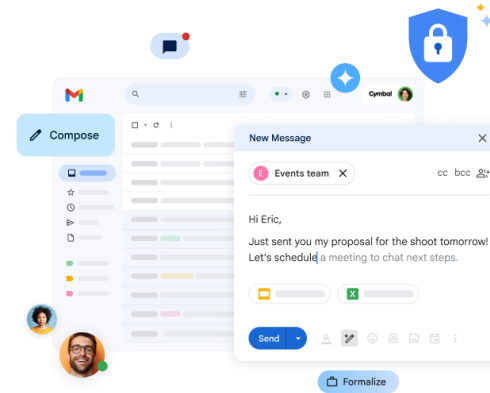 Cymbal
Compose
New Message
E Events team
cc bcc
Hi Eric,
Just sent you my proposal for the shoot tomorrow!
Let's schedule a meeting to chat next steps.
X
Send
A
Formalize